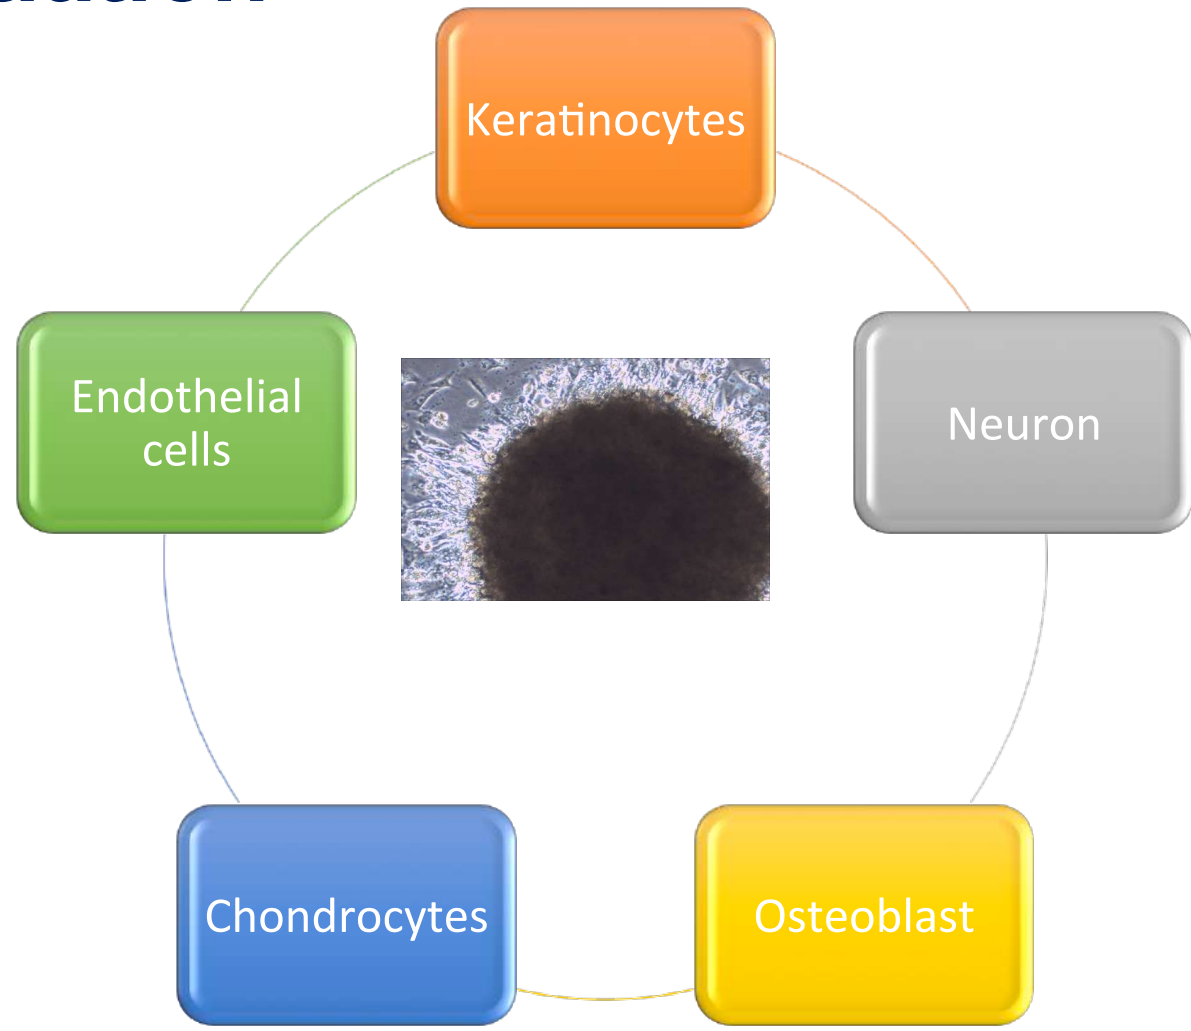 Keratinocytes
Endothelial
cells
Neuron
Chondrocytes
Osteoblast